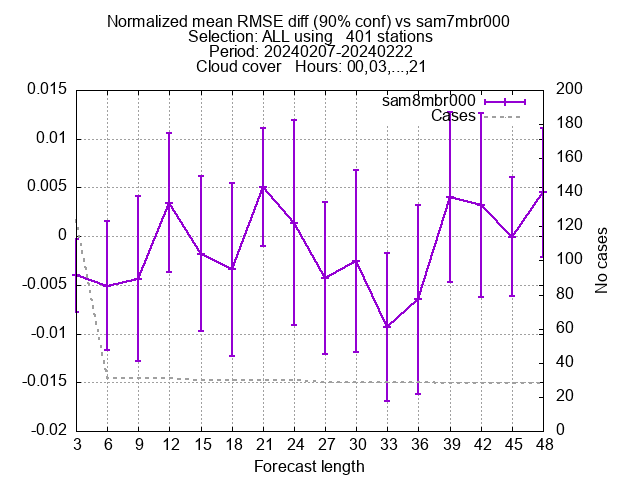 Normalized mean RMSE diff (90% conf) vs sam7mbr000
Selection: ALL using   401 stations
Period: 20240207-20240222
Cloud cover   Hours: 00,03,...,21
sam8mbr000
Cases
0.015
0.01
0.005
0
-0.005
-0.01
-0.015
-0.02
200
180
160
140
120
100
80
60
40
20
0
No cases
3 6 9 12 15 18 21 24 27 30 33 36 39 42 45 48
Forecast length